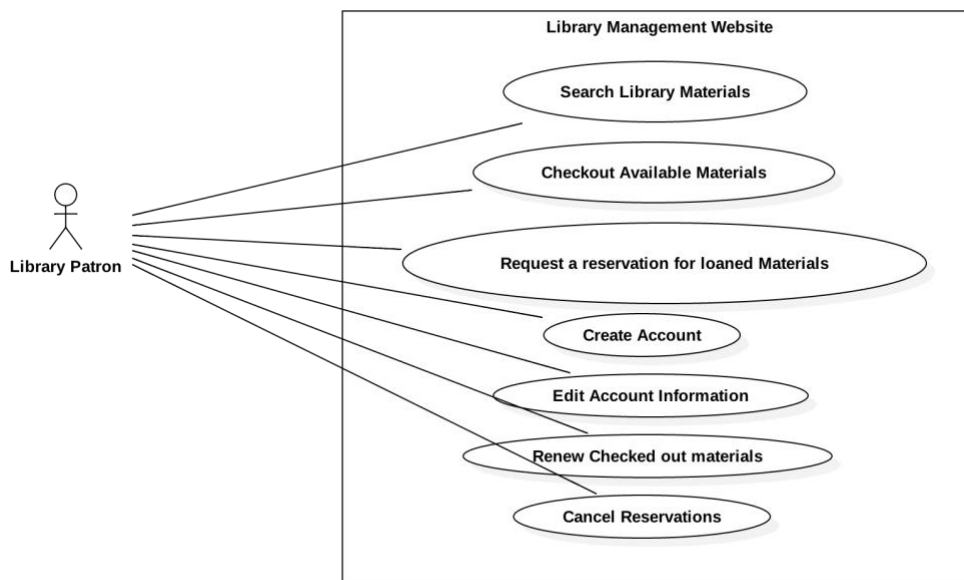 Library Management Website
Search Library Materials
Checkout Available Materials
Library Patron
Request a reservation for loaned Materials
Create Account
Edit Account Information
Renew Checked out materials
Cancel Reservations